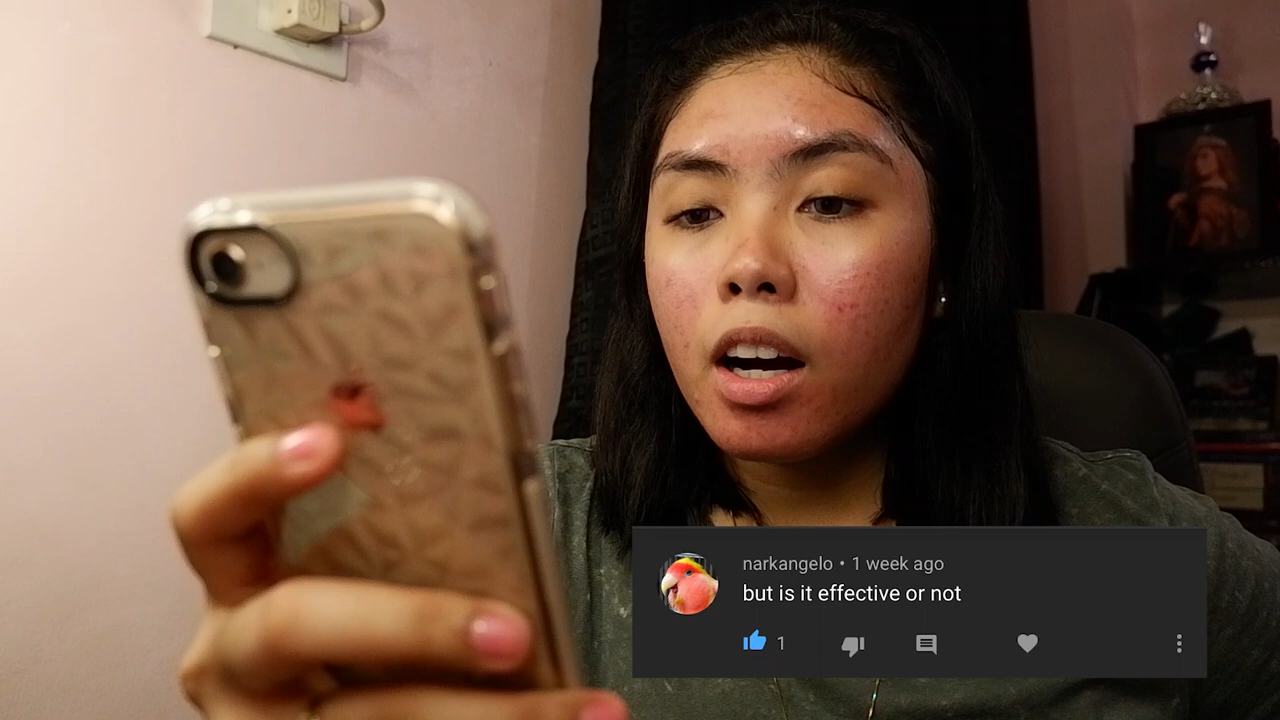 narkangelo • 1 week ago
but is it effective or not
1